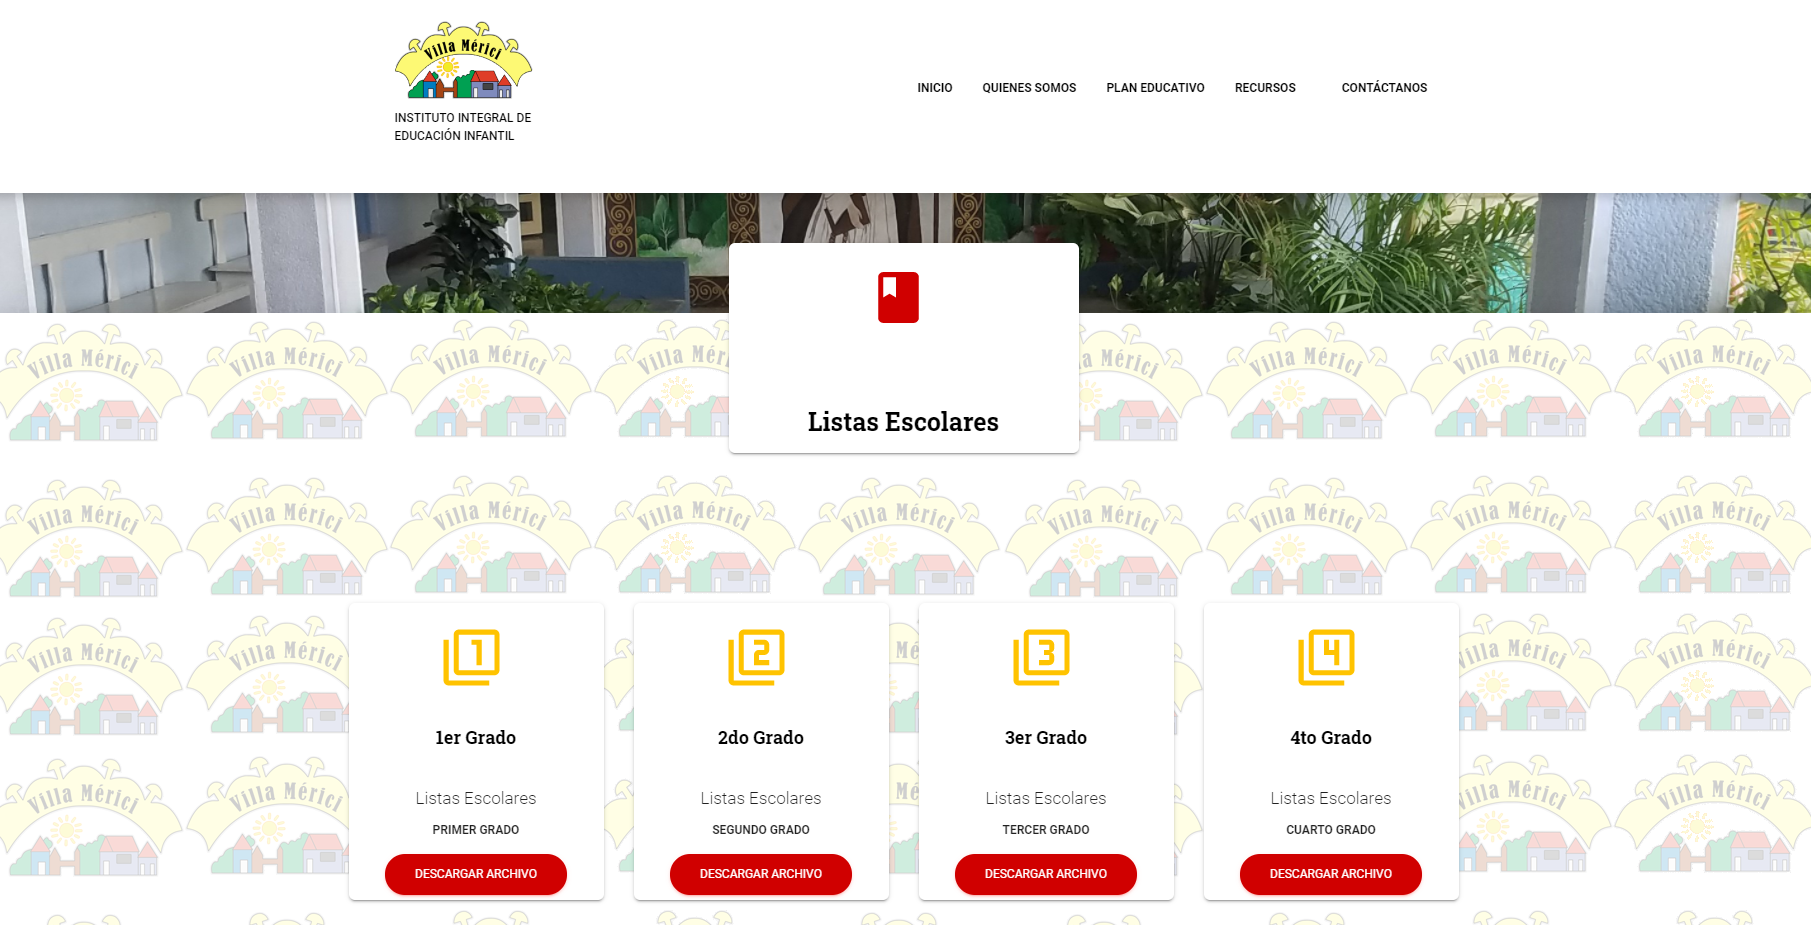 Villa Mérici
INSTITUTO INTEGRAL DE
EDUCACIÓN INFANTIL
INICIO
QUIENES SOMOS
PLAN EDUCATIVO
RECURSOS
CONTÁCTANOS
Listas Escolares
1
1er Grado
Listas Escolares
PRIMER GRADO
DESCARGAR ARCHIVO
2
2do Grado
Listas Escolares
SEGUNDO GRADO
DESCARGAR ARCHIVO
3
3er Grado
Listas Escolares
TERCER GRADO
DESCARGAR ARCHIVO
4
4to Grado
Listas Escolares
CUARTO GRADO
DESCARGAR ARCHIVO